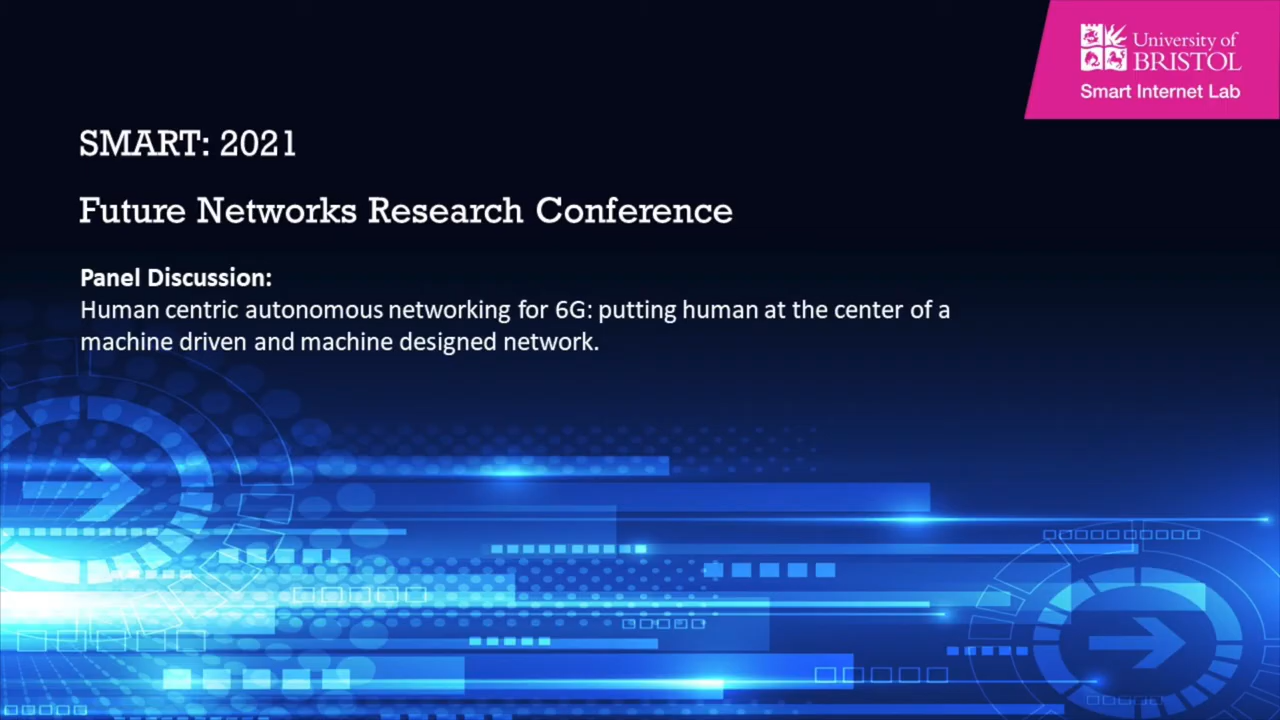 University of
BRISTOL
Smart Internet Lab
SMART: 2021
Future Networks Research Conference
Panel Discussion:
Human centric autonomous networking for 6G: putting human at the center of a
machine driven and machine designed network.